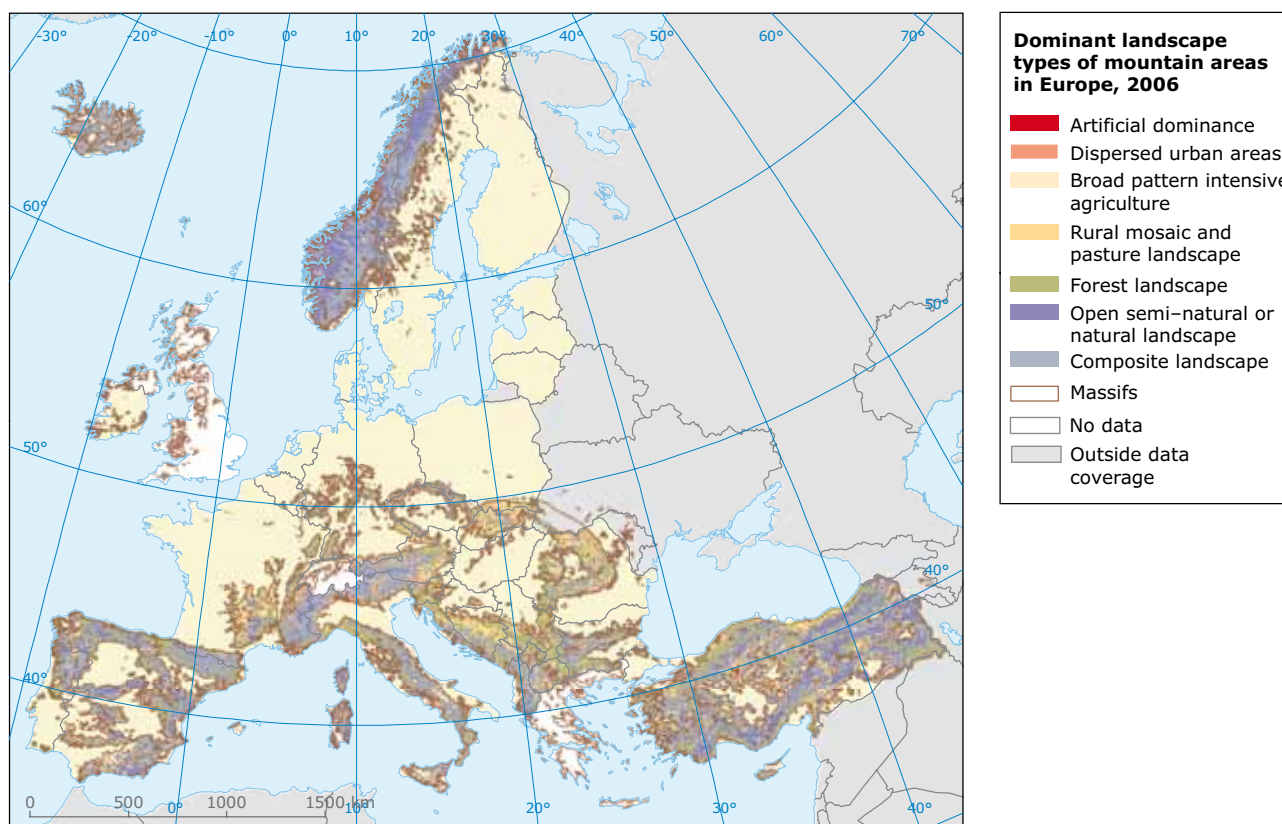 -30°
-20°
-10°
0°
10°
20°
30°
40°
50°
60°
70°
60°
50°
50°
40°
40°
0
500
1000
1500 km
0°
10°
20°
30°
40°
Dominant landscape
types of mountain areas
in Europe, 2006
Artificial dominance
Dispersed urban areas
Broad pattern intensive
agriculture
Rural mosaic and
pasture landscape
Forest landscape
Open semi–natural or
natural landscape
Composite landscape
Massifs
No data
Outside data
coverage